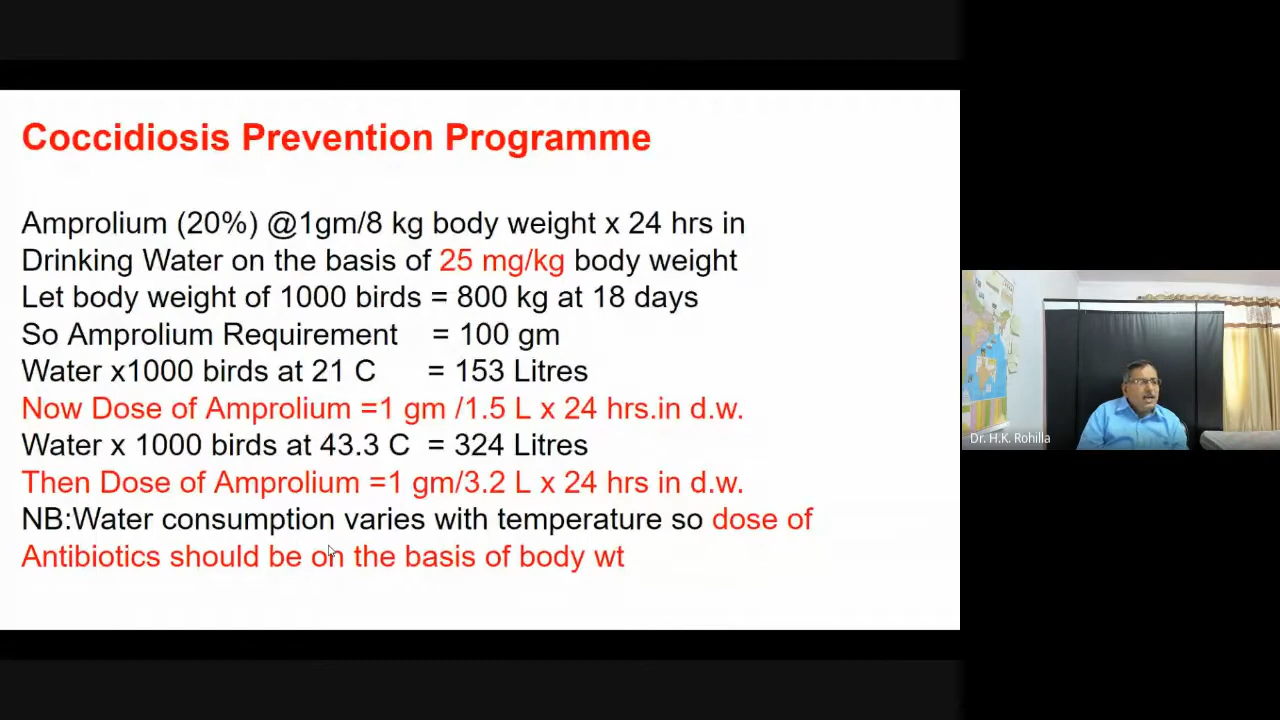 Coccidiosis Prevention Programme
Amprolium (20%) @1gm/8 kg body weight x 24 hrs in
Drinking Water on the basis of 25 mg/kg body weight
Let body weight of 1000 birds = 800 kg at 18 days
So Amprolium Requirement = 100 gm
Water x1000 birds at 21 C = 153 Litres
Now Dose of Amprolium =1 gm /1.5 L x 24 hrs.in d.w.
Water x 1000 birds at 43.3 C = 324 Litres
Then Dose of Amprolium =1 gm/3.2 L x 24 hrs in d.w.
NB:Water consumption varies with temperature so dose of
Antibiotics should be on the basis of body wt
Dr. H.K. Rohilla